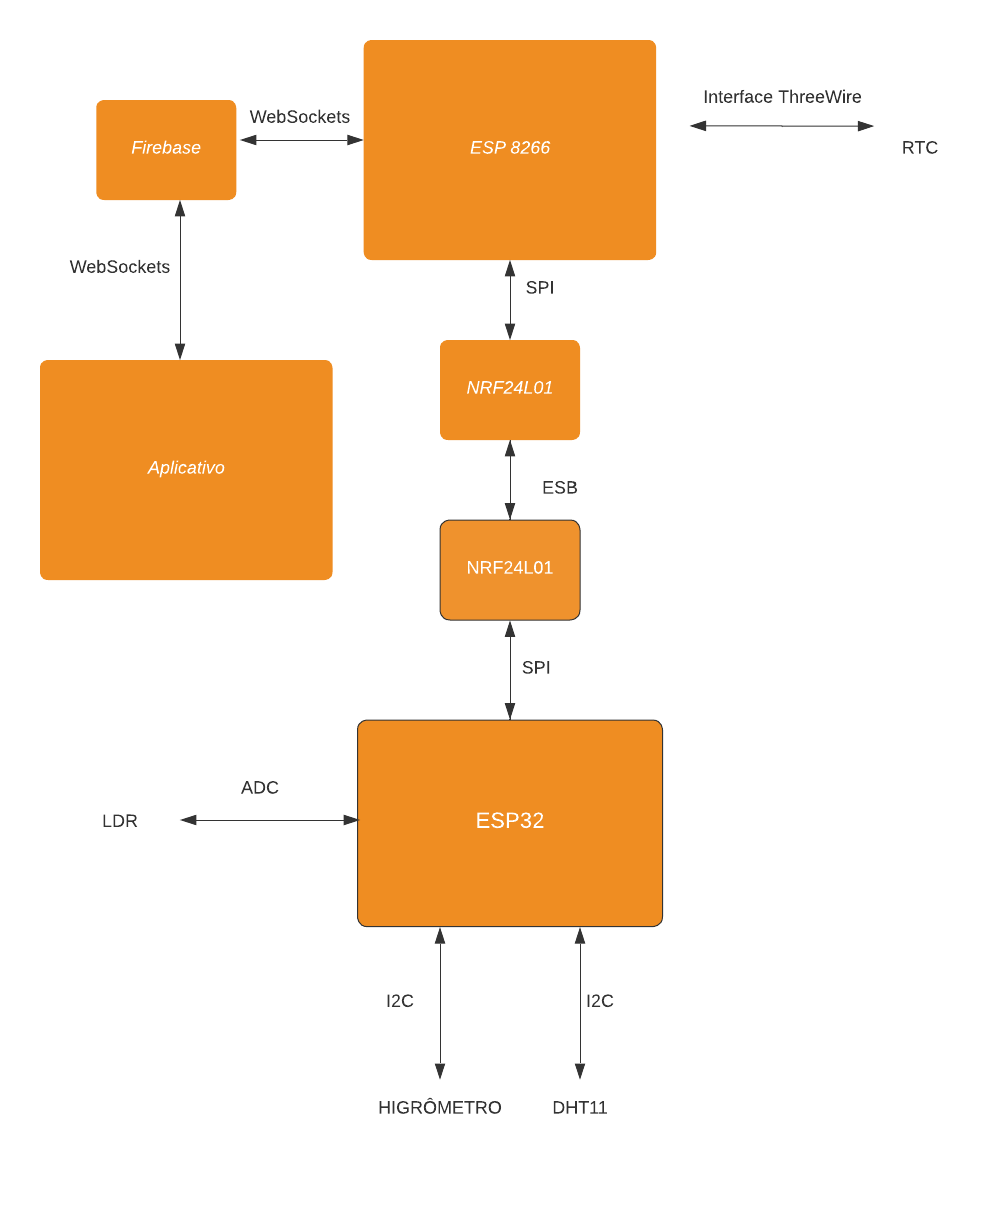 Interface ThreeWire
WebSockets
Firebase
ESP 8266
RTC
WebSockets
SPI
NRF24L01
Aplicativo
ESB
NRF24L01
SPI
ADC
LDR
ESP32
I2C
I2C
HIGRÔMETRO
DHT11